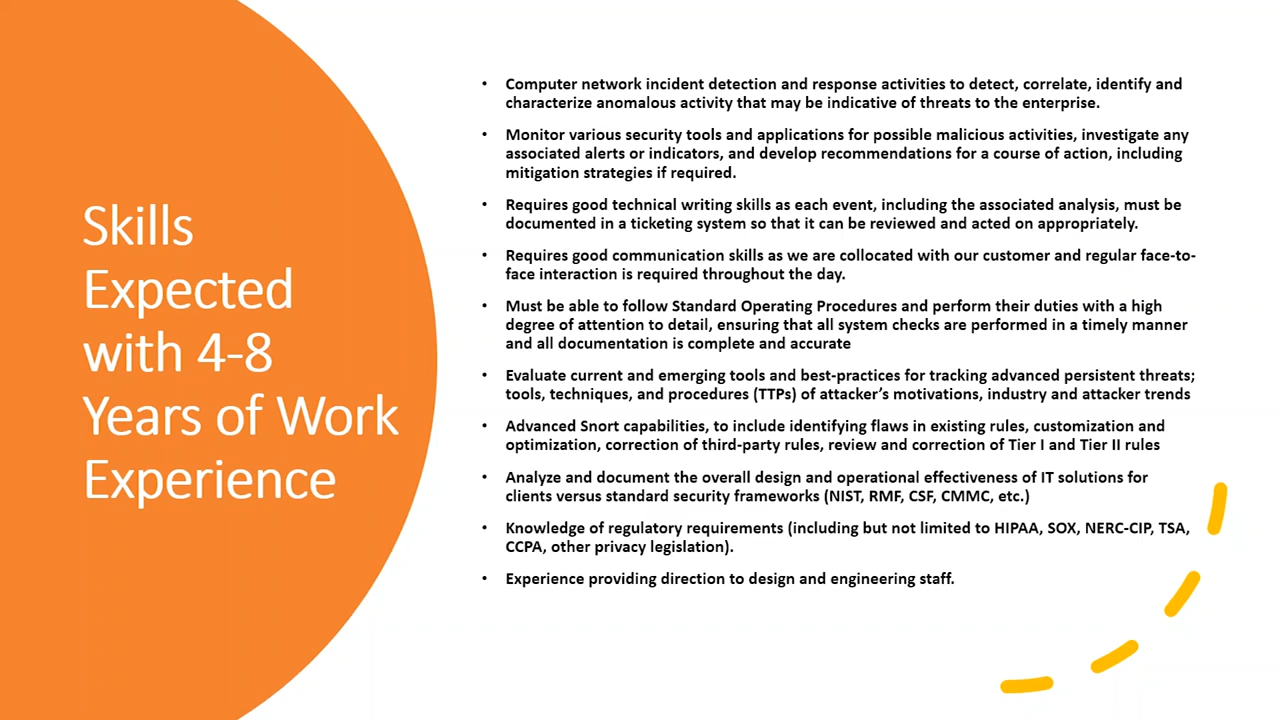 Skills
Expected
with 4-8
Years of Work
Experience
• Computer network incident detection and response activities to detect, correlate, identify and
characterize anomalous activity that may be indicative of threats to the enterprise.
• Monitor various security tools and applications for possible malicious activities, investigate any
associated alerts or indicators, and develop recommendations for a course of action, including
mitigation strategies if required.
• Requires good technical writing skills as each event, including the associated analysis, must be
documented in a ticketing system so that it can be reviewed and acted on appropriately.
• Requires good communication skills as we are collocated with our customer and regular face-to-
face interaction is required throughout the day.
• Must be able to follow Standard Operating Procedures and perform their duties with a high
degree of attention to detail, ensuring that all system checks are performed in a timely manner
and all documentation is complete and accurate
• Evaluate current and emerging tools and best-practices for tracking advanced persistent threats;
tools, techniques, and procedures (TTPs) of attacker’s motivations, industry and attacker trends
• Advanced Snort capabilities, to include identifying flaws in existing rules, customization and
optimization, correction of third-party rules, review and correction of Tier I and Tier II rules
• Analyze and document the overall design and operational effectiveness of IT solutions for
clients versus standard security frameworks (NIST, RMF, CSF, CMMC, etc.)
• Knowledge of regulatory requirements (including but not limited to HIPAA, SOX, NERC-CIP, TSA,
CCPA, other privacy legislation).
• Experience providing direction to design and engineering staff.